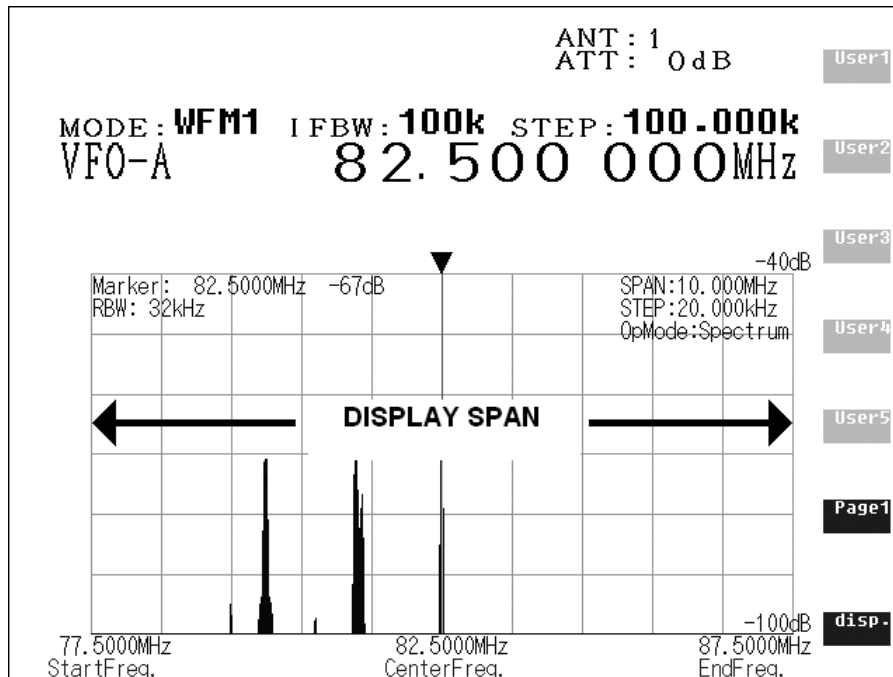 ANT:1
ATT: 0dB
User1
MODE:WFM1 IFBW:100k STEP:100.000k
User2
VFO-A 82.500 000MHz
User3
-40dB
Marker: 82.5000MHz -67dB
SPAN:10.000MHz
RBW: 32kHz
STEP:20.000kHz
OpMode:Spectrum
User4
DISPLAY SPAN
User5
Page1
-100dB
disp.
77.5000MHz 82.5000MHz 87.5000MHz
StartFreq. CenterFreq. EndFreq.